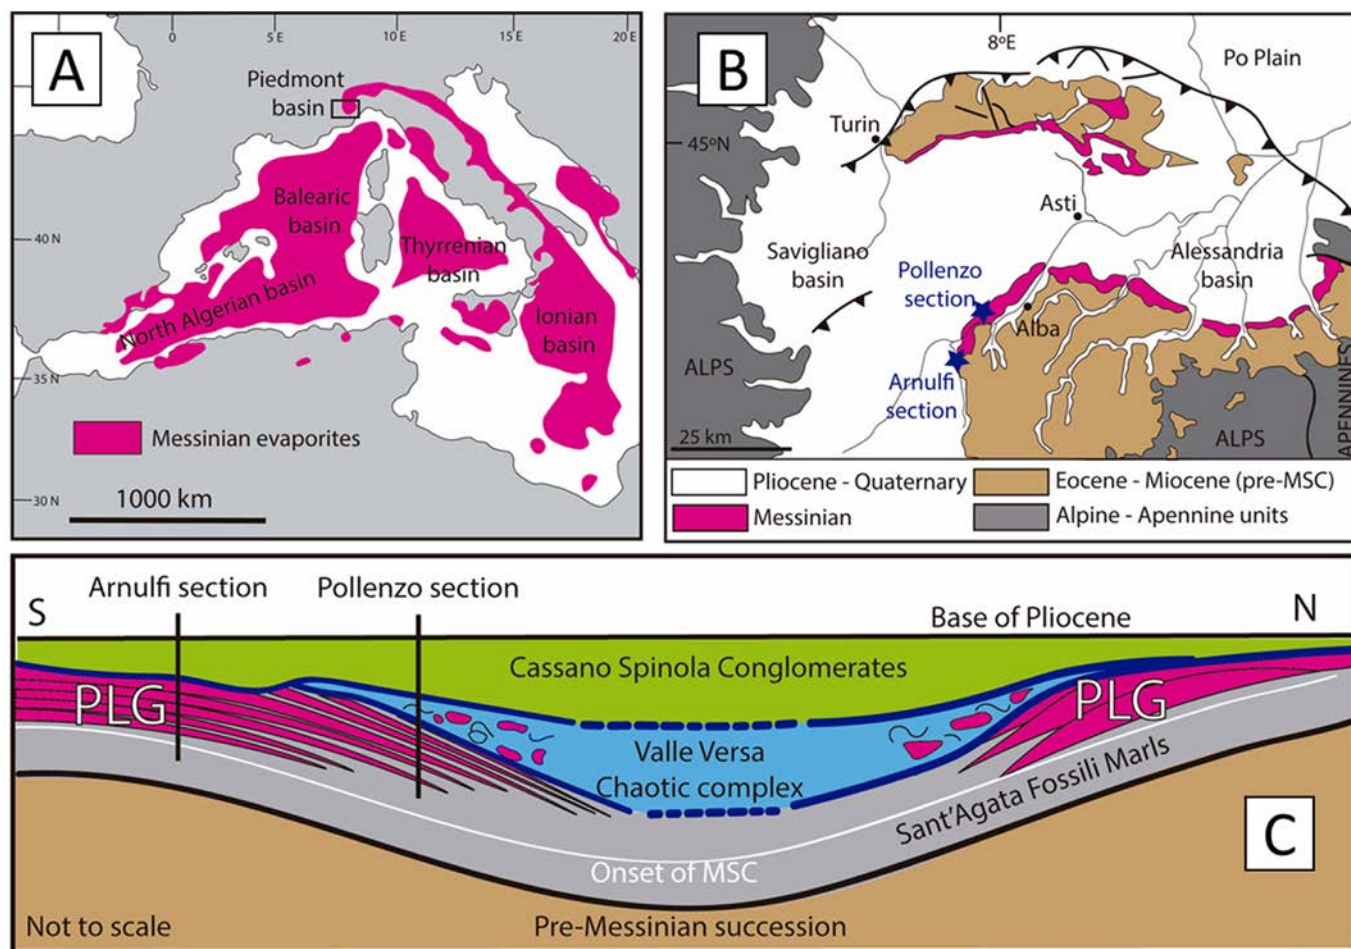 A
0
5 E
10 E
15 E
20 E
Piedmont
basin
Balearic
basin
40 N
Thyrrenian
basin
North Algerian basin
Ionian
basin
35 N
Messinian evaporites
1000 km
30 N
B
8ºE
Po Plain
Turin
45ºN
Asti
Savigliano
basin
Alessandria
basin
Pollenzo
section
Alba
ALPS
Arnulfi
section
25 km
ALPS
APENNINES
Pliocene - Quaternary
Eocene - Miocene (pre-MSC)
Messinian
Alpine - Apennine units
Arnulfi section
Pollenzo section
S
Base of Pliocene
N
Cassano Spinola Conglomerates
PLG
PLG
Valle Versa
Chaotic complex
Sant'Agata Fossili Marls
C
Onset of MSC
Not to scale
Pre-Messinian succession